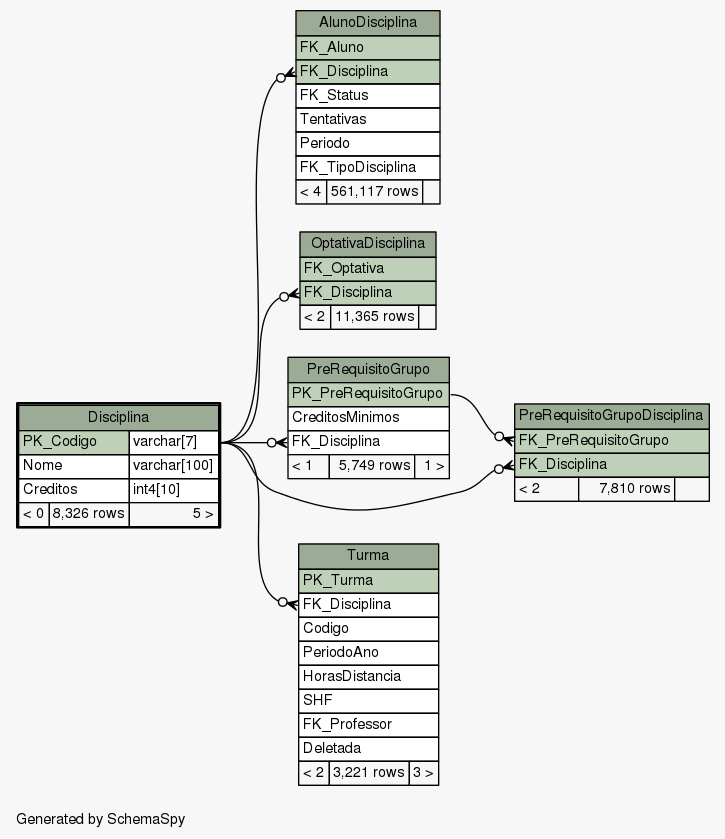 AlunoDisciplina
FK_Aluno
FK_Disciplina
FK_Status
Tentativas
Periodo
FK_TipoDisciplina
< 4 561,117 rows
OptativaDisciplina
FK_Optativa
FK_Disciplina
< 2 11,365 rows
PreRequisitoGrupo
PK_PreRequisitoGrupo
CreditosMinimos
FK_Disciplina
< 1 5,749 rows 1 >
PreRequisitoGrupoDisciplina
FK_PreRequisitoGrupo
FK_Disciplina
< 2 7,810 rows
Disciplina
PK_Codigo varchar[7]
Nome varchar[100]
Creditos int4[10]
< 0 8,326 rows 5 >
Turma
PK_Turma
FK_Disciplina
Codigo
PeriodoAno
HorasDistancia
SHF
FK_Professor
Deletada
< 2 3,221 rows 3 >
Generated by SchemaSpy